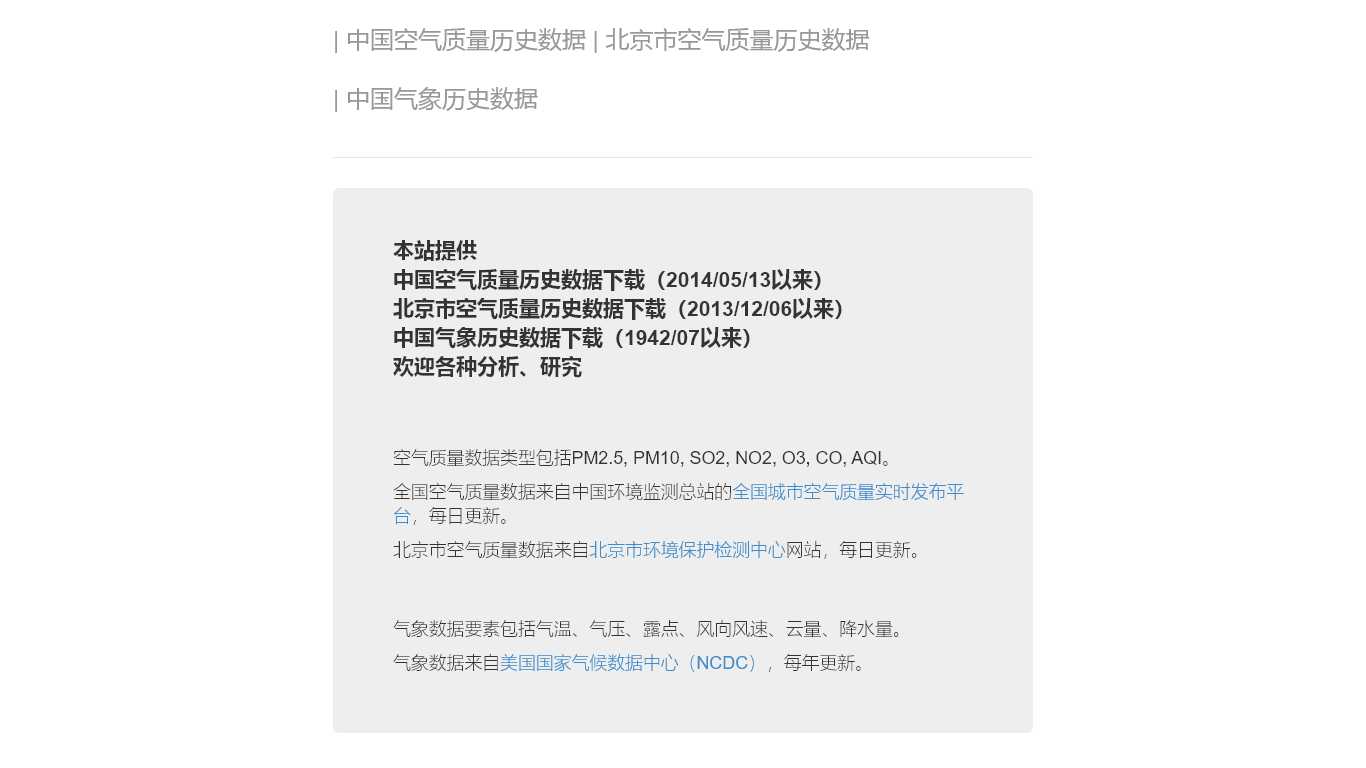 | 中国空气质量历史数据 | 北京市空气质量历史数据
| 中国气象历史数据
本站提供
中国空气质量历史数据下载（2014/05/13以来）
北京市空气质量历史数据下载（2013/12/06以来）
中国气象历史数据下载（1942/07以来）
欢迎各种分析、研究
空气质量数据类型包括PM2.5, PM10, SO2, NO2, O3, CO, AQI。
全国空气质量数据来自中国环境监测总站的全国城市空气质量实时发布平
台，每日更新。
北京市空气质量数据来自北京市环境保护检测中心网站，每日更新。
气象数据要素包括气温、气压、露点、风向风速、云量、降水量。
气象数据来自美国国家气候数据中心（NCDC），每年更新。